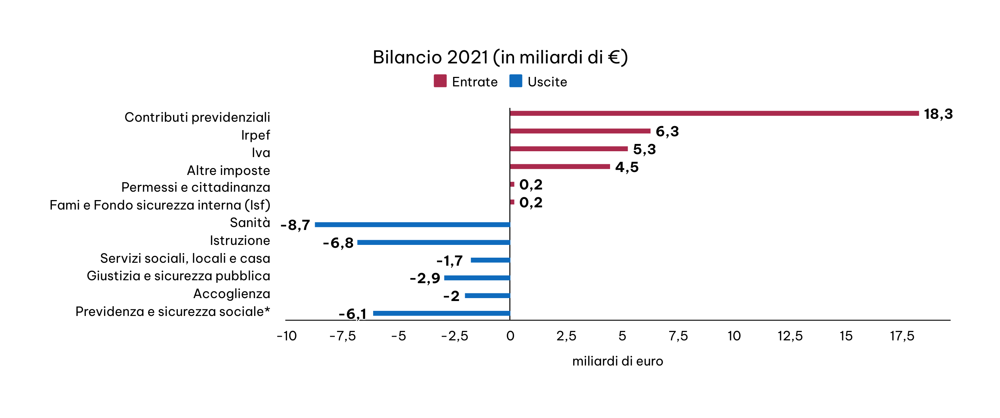 Bilancio 2021 (in miliardi di €)
Entrate Uscite
Contributi previdenziali 18,3
Irpef 6,3
Iva 5,3
Altre imposte 4,5
Permessi e cittadinanza 0,2
Fami e Fondo sicurezza interna (Isf) 0,2
Sanità -8,7
Istruzione -6,8
Servizi sociali, locali e casa -1,7
Giustizia e sicurezza pubblica -2,9
Accoglienza -2
Previdenza e sicurezza sociale* -6,1
-10 -7,5 -5 -2,5 0 2,5 5 7,5 10 12,5 15 17,5
miliardi di euro